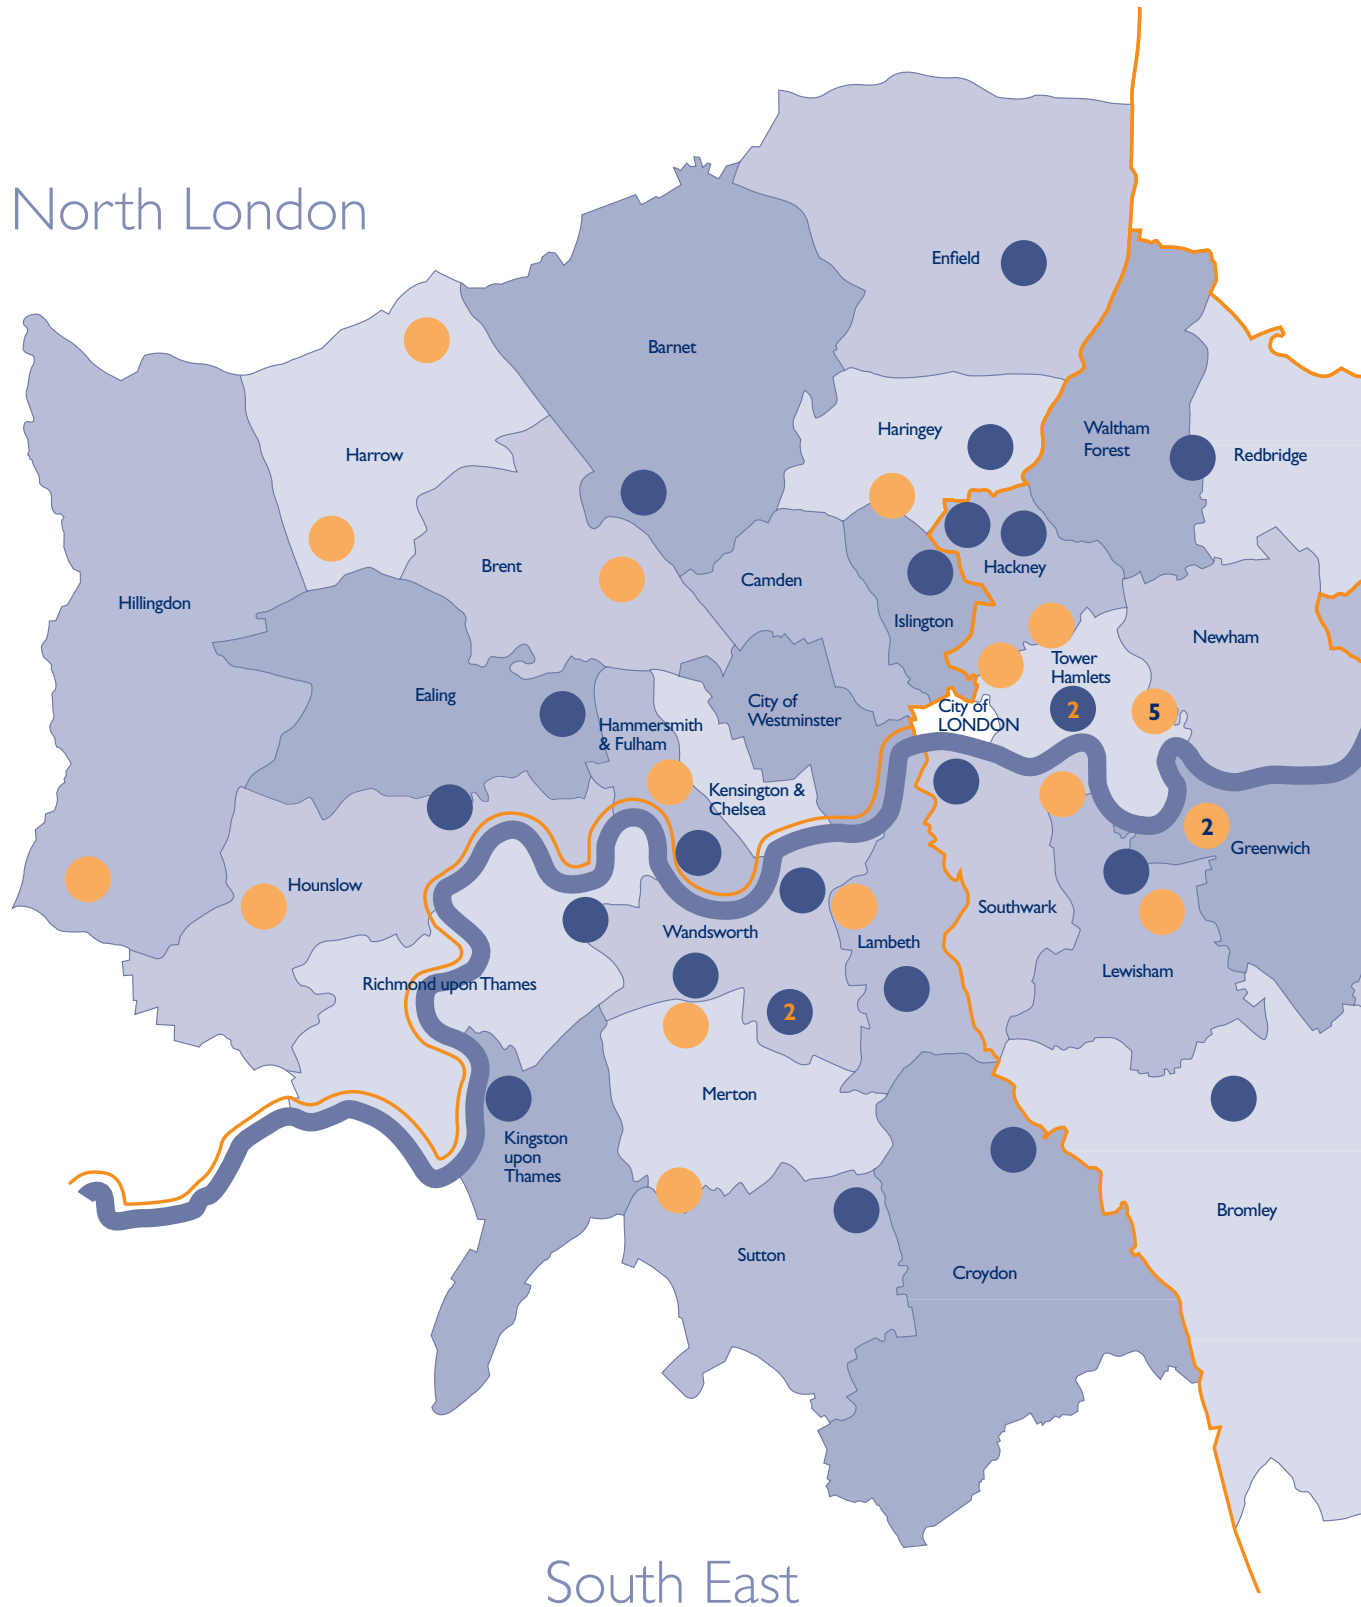 North London
Enfield
Barnet
Haringey
Waltham
Forest
Redbridge
Harrow
Brent
Camden
Hackney
Hillingdon
Islington
Newham
Tower
Hamlets
Ealing
City of
Westminster
City of
LONDON
2
5
Hammersmith
& Fulham
Kensington &
Chelsea
2
Greenwich
Hounslow
Southwark
Wandsworth
Lambeth
Lewisham
Richmond upon Thames
2
Merton
Kingston
upon
Thames
Bromley
Sutton
Croydon
South East